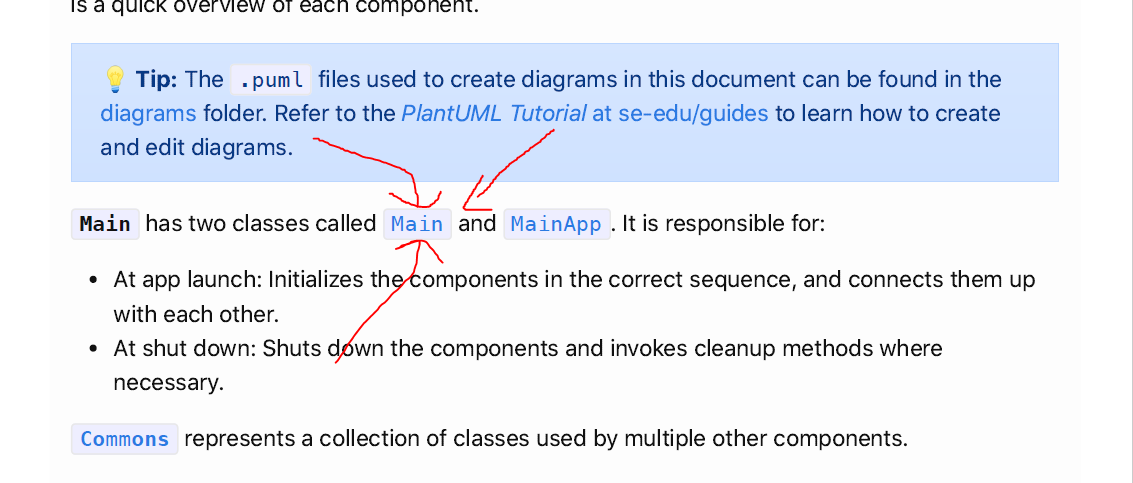 is a quick overview of each component.
💡 Tip: The .puml files used to create diagrams in this document can be found in the
diagrams folder. Refer to the PlantUML Tutorial at se-edu/guides to learn how to create
and edit diagrams.
Main has two classes called Main and MainApp. It is responsible for:
• At app launch: Initializes the components in the correct sequence, and connects them up
with each other.
• At shut down: Shuts down the components and invokes cleanup methods where
necessary.
Commons represents a collection of classes used by multiple other components.